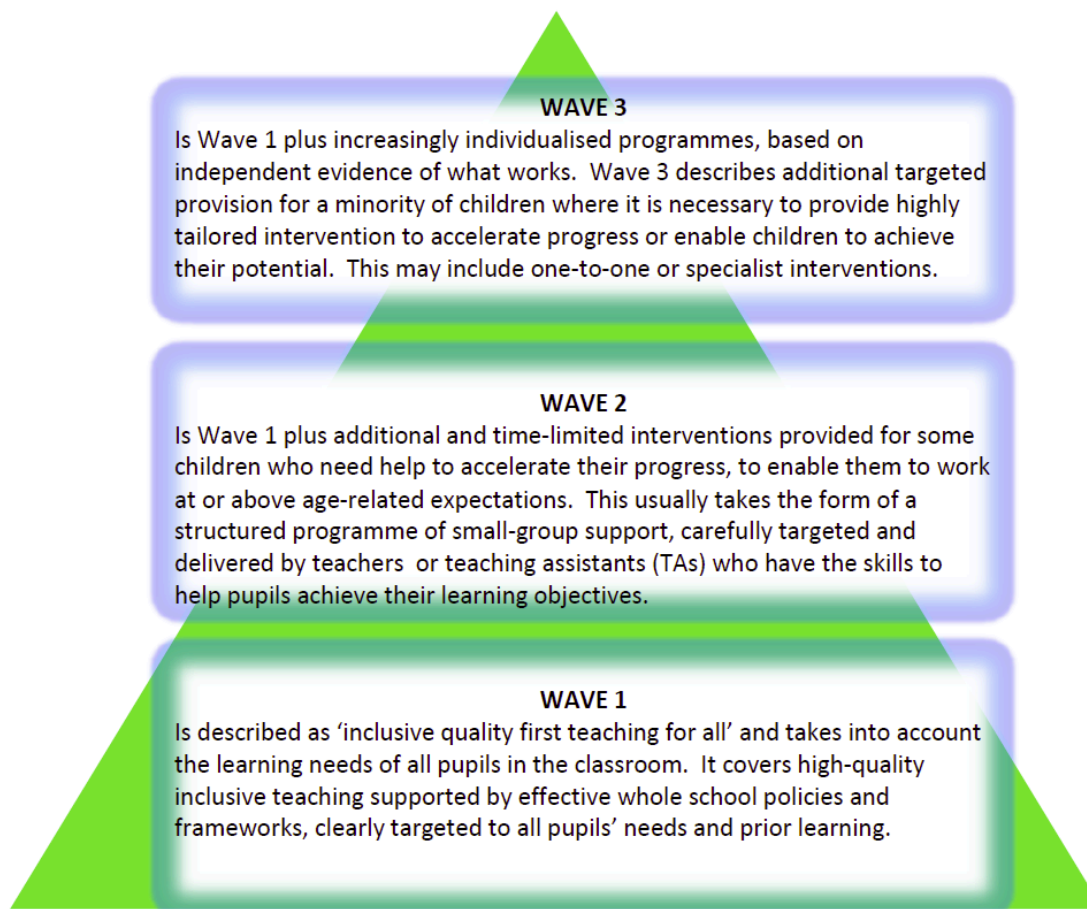 WAVE 3
Is Wave 1 plus increasingly individualised programmes, based on
independent evidence of what works.  Wave 3 describes additional targeted
provision for a minority of children where it is necessary to provide highly
tailored intervention to accelerate progress or enable children to achieve
their potential.  This may include one-to-one or specialist interventions.
WAVE 2
Is Wave 1 plus additional and time-limited interventions provided for some
children who need help to accelerate their progress, to enable them to work
at or above age-related expectations.  This usually takes the form of a
structured programme of small-group support, carefully targeted and
delivered by teachers  or teaching assistants (TAs) who have the skills to
help pupils achieve their learning objectives.
WAVE 1
Is described as ‘inclusive quality first teaching for all’ and takes into account
the learning needs of all pupils in the classroom.  It covers high-quality
inclusive teaching supported by effective whole school policies and
frameworks, clearly targeted to all pupils’ needs and prior learning.